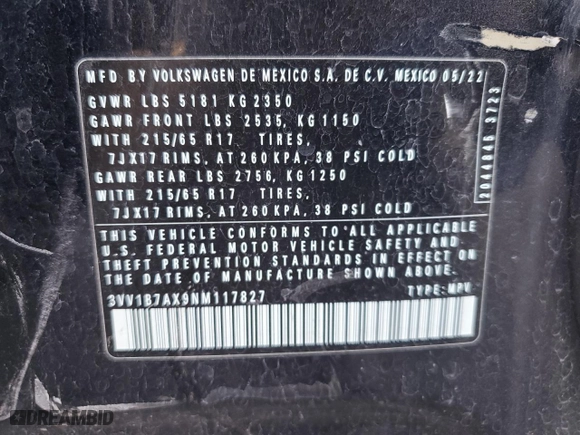 MFD. BY VOLKSWAGEN DE MEXICO S.A. DE C.V. MEXICO 05/22
GVWR LBS 5181 KG 2350
GAWR FRONT LBS 2535, KG 1150
WITH 215/65 R17 TIRES,
7JX17 RIMS, AT 260 KPA, 38 PSI COLD
GAWR REAR LBS 2756, KG 1250
WITH 215/65 R17 TIRES,
7JX17 RIMS, AT 260 KPA, 38 PSI COLD
THIS VEHICLE CONFORMS TO ALL APPLICABLE
U.S. FEDERAL MOTOR VEHICLE SAFETY AND
THEFT PREVENTION STANDARDS IN EFFECT ON
THE DATE OF MANUFACTURE SHOWN ABOVE.
3VV1B7AX9NM117827 TYPE: MPV
2044845 3723
DREAMBID